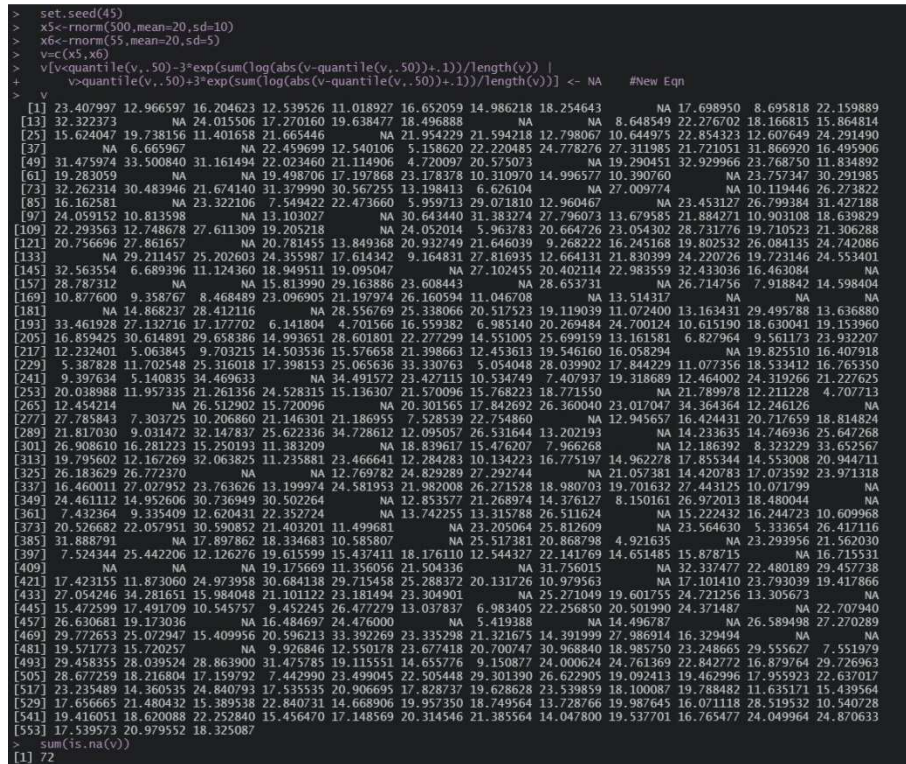 > set.seed(45)
> x5<-rnorm(500,mean=20,sd=10)
> x6<-rnorm(55,mean=20,sd=5)
> v=c(x5,x6)
> v[v<quantile(v,.50)-3*exp(sum(log(abs(v-quantile(v,.50))+.1))/length(v)) |
+ v>quantile(v,.50)+3*exp(sum(log(abs(v-quantile(v,.50))+.1))/length(v))] <- NA #New Eqn
> v
[1] 23.407997 12.966597 16.204623 12.539526 11.018927 16.652059 14.986218 18.254643 NA 17.698950 8.695818 22.159889
[13] 32.322373 NA 24.015506 17.270160 19.638477 18.496888 NA NA 8.648549 22.276702 18.166815 15.864814
[25] 15.624047 19.738156 11.401658 21.665446 NA 21.954229 21.594218 12.798067 10.644975 22.854323 12.607649 24.291490
[37] NA 6.665967 NA 22.459699 12.540106 5.158620 22.220485 24.778276 27.311985 21.721051 31.866920 16.495906
[49] 31.475974 33.500840 31.161494 22.023460 21.114906 4.720097 20.575073 NA 19.290451 32.929966 23.768750 11.834892
[61] 19.283059 NA NA 19.498706 17.197868 23.178378 10.310970 14.996577 10.390760 NA 23.757347 30.291985
[73] 32.262314 30.483946 21.674140 31.379990 30.567255 13.198413 6.626104 NA 27.009774 NA 10.119446 26.273822
[85] 16.162581 NA 23.322106 7.549422 22.473660 5.959713 29.071810 12.960467 NA 23.453127 26.799384 31.427188
[97] 24.059152 10.813598 NA 13.103027 NA 30.643440 31.383274 27.796073 13.679585 21.884271 10.903108 18.639829
[109] 22.293563 12.748678 27.611309 19.205218 NA 24.052014 5.963783 20.664726 23.054302 28.731776 19.710523 21.306288
[121] 20.756696 27.861657 NA 20.781455 13.849368 20.932749 21.646039 9.268222 16.245168 19.802532 26.084135 24.742086
[133] NA 29.211457 25.202603 24.355987 17.614342 9.164831 27.816935 12.664131 21.830399 24.220726 19.723146 24.553401
[145] 32.563554 6.689396 11.124360 18.949511 19.095047 NA 27.102455 20.402114 22.983559 32.433036 16.463084 NA
[157] 28.787312 NA NA 15.813990 29.163886 23.608443 NA 28.653731 NA 26.714756 7.918842 14.598404
[169] 10.877600 9.358767 8.468489 23.096905 21.197974 26.160594 11.046708 NA 13.514317 NA NA NA
[181] NA 14.868237 28.412116 NA 28.556769 25.338066 20.517523 19.119039 11.072400 13.163431 29.495788 13.636880
[193] 33.461928 27.132716 17.177702 6.141804 4.701566 16.559382 6.985140 20.269484 24.700124 10.615190 18.630041 19.153960
[205] 16.859425 30.614891 29.658386 14.993651 28.601801 22.277299 14.551005 25.699159 13.161581 6.827964 9.561173 23.932207
[217] 12.232401 5.063845 9.703215 14.503536 15.576658 21.398663 12.453613 19.546160 16.058294 NA 19.825510 16.407918
[229] 5.387828 11.702548 25.316018 17.398153 25.065636 33.330763 5.054048 28.039902 17.844229 11.077356 18.533412 16.765350
[241] 9.397634 5.140835 34.469633 NA 34.491572 23.427115 10.534749 7.407937 19.318689 12.464002 24.319266 21.227625
[253] 20.038988 11.957335 21.261356 24.528315 15.136307 21.570096 15.768223 18.771550 NA 21.789978 12.211228 4.707713
[265] 12.454214 NA 26.512902 15.720096 NA 20.301565 17.842692 26.360040 23.017047 34.364364 12.246126 NA
[277] 27.785843 7.303725 10.206860 21.146301 21.186955 7.528539 22.754860 NA 12.945657 16.424431 20.717659 18.814824
[289] 21.817030 9.031472 32.147837 25.622336 34.728612 12.095057 26.531644 13.202193 NA 14.233635 14.746936 25.647268
[301] 26.908610 16.281223 15.250193 11.383209 NA 18.839617 15.476207 7.966268 NA 12.186392 8.323229 33.652567
[313] 19.795602 12.167269 32.063825 11.235881 23.466641 12.284283 10.134223 16.775197 14.962278 17.855344 14.553008 20.944711
[325] 26.183629 26.772370 NA NA 12.769782 24.829289 27.292744 NA 21.057381 14.420783 17.073592 23.971318
[337] 16.460011 27.027952 23.763626 13.199974 24.581953 21.982008 26.271528 18.980703 19.701632 27.443125 10.071799 NA
[349] 24.461112 14.952606 30.736949 30.502264 NA 12.853577 21.268974 14.376127 8.150161 26.972013 18.480044 NA
[361] 7.432364 9.335409 12.620431 22.352724 NA 13.742255 13.315788 26.511624 NA 15.222432 16.244723 10.609968
[373] 20.526682 22.057951 30.590852 21.403201 11.499681 NA 23.205064 25.812609 NA 23.564630 5.333654 26.417116
[385] 31.888791 NA 17.897862 18.334683 10.585807 NA 25.517381 20.868798 4.921635 NA 23.293956 21.562030
[397] 7.524344 25.442206 12.126276 19.615599 15.437411 18.176110 12.544327 22.141769 14.651485 15.878715 NA 16.715531
[409] NA NA NA 19.175669 11.356056 21.504336 NA 31.756015 NA 32.337477 22.480189 29.457738
[421] 17.423155 11.873060 24.973958 30.684138 29.715458 25.288372 20.131726 10.979563 NA 17.101410 23.793039 19.417866
[433] 27.054246 34.281651 15.984048 21.101122 23.181494 23.304901 NA 25.271049 19.601755 24.721256 13.305673 NA
[445] 15.472599 17.491709 10.545757 9.452245 26.477279 13.037837 6.983405 22.256850 20.501990 24.371487 NA 22.707940
[457] 26.630681 19.173036 NA 16.484697 24.476000 NA 5.419388 NA 14.496787 NA 26.589498 27.270289
[469] 29.772653 25.072947 15.409956 20.596213 33.392269 23.335298 21.321675 14.391999 27.986914 16.329494 NA NA
[481] 19.571773 15.720257 NA 9.926846 12.550178 23.677418 20.700747 30.968840 18.985750 23.248665 29.555627 7.551979
[493] 29.458355 28.039524 28.863900 31.475785 19.115551 14.655776 9.150877 24.000624 24.761369 22.842772 16.879764 29.726963
[505] 28.677259 18.216804 17.159792 7.442990 23.499045 22.505448 29.301390 26.622905 19.092413 19.462996 17.955923 22.637017
[517] 23.235489 14.360535 24.840793 17.535535 20.906695 17.828737 19.628628 23.539859 18.100087 19.788482 11.635171 15.439564
[529] 17.656665 21.480432 15.389538 22.840731 14.668906 19.957350 18.749564 13.728766 19.987645 16.071118 28.519532 10.540728
[541] 19.416051 18.620088 22.252840 15.456470 17.148569 20.314546 21.385564 14.047800 19.537701 16.765477 24.049964 24.870633
[553] 17.539573 20.979552 18.325087
> sum(is.na(v))
[1] 72